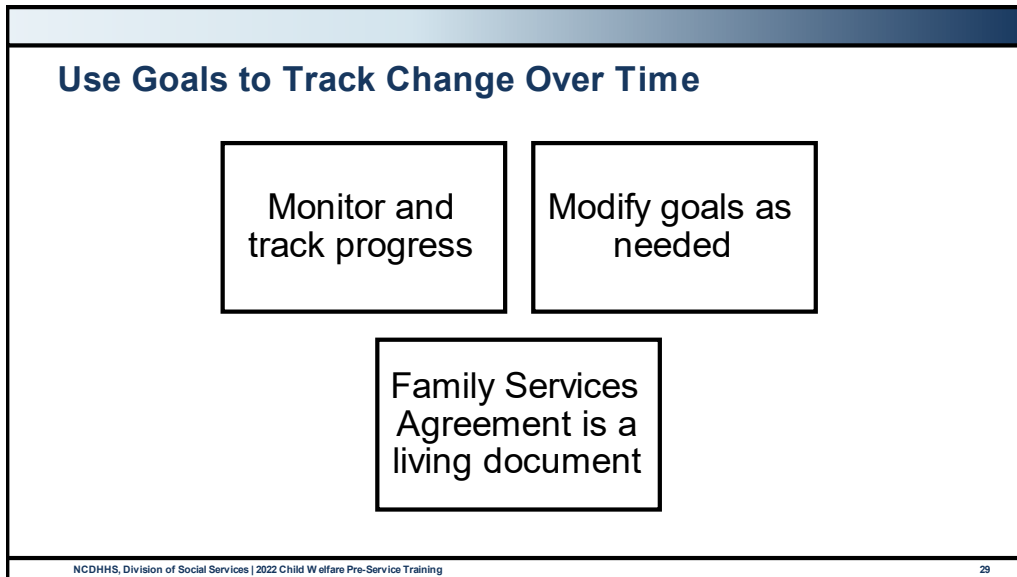 Use Goals to Track Change Over Time
Monitor and
track progress
Modify goals as
needed
Family Services
Agreement is a
living document
NCDHHS, Division of Social Services | 2022 Child Welfare Pre-Service Training
29